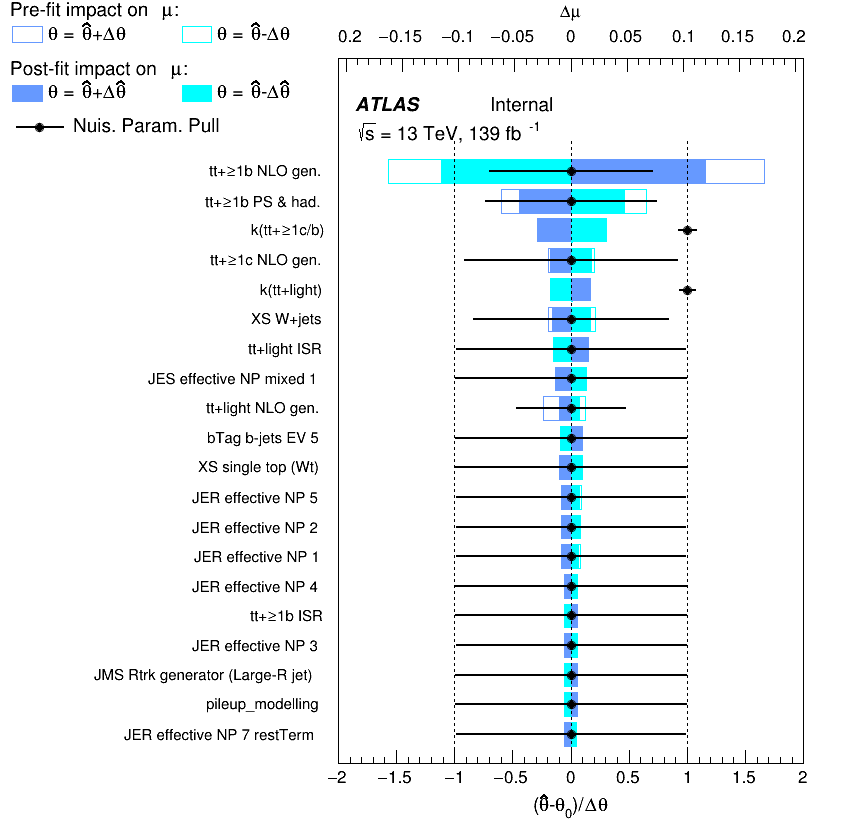 Pre-fit impact on μ:
θ = θ̂+Δθ θ = θ̂-Δθ
Post-fit impact on μ:
θ = θ̂+Δθ̂ θ = θ̂-Δθ̂
Nuis. Param. Pull
Δμ
0.2 −0.15 −0.1 −0.05 0 0.05 0.1 0.15 0.2
ATLAS Internal
√s = 13 TeV, 139 fb⁻¹
tt+≥1b NLO gen.
tt+≥1b PS & had.
k(tt+≥1c/b)
tt+≥1c NLO gen.
k(tt+light)
XS W+jets
tt+light ISR
JES effective NP mixed 1
tt+light NLO gen.
bTag b-jets EV 5
XS single top (Wt)
JER effective NP 5
JER effective NP 2
JER effective NP 1
JER effective NP 4
tt+≥1b ISR
JER effective NP 3
JMS Rtrk generator (Large-R jet)
pileup_modelling
JER effective NP 7 restTerm
−2 −1.5 −1 −0.5 0 0.5 1 1.5 2
(θ̂-θ₀)/Δθ